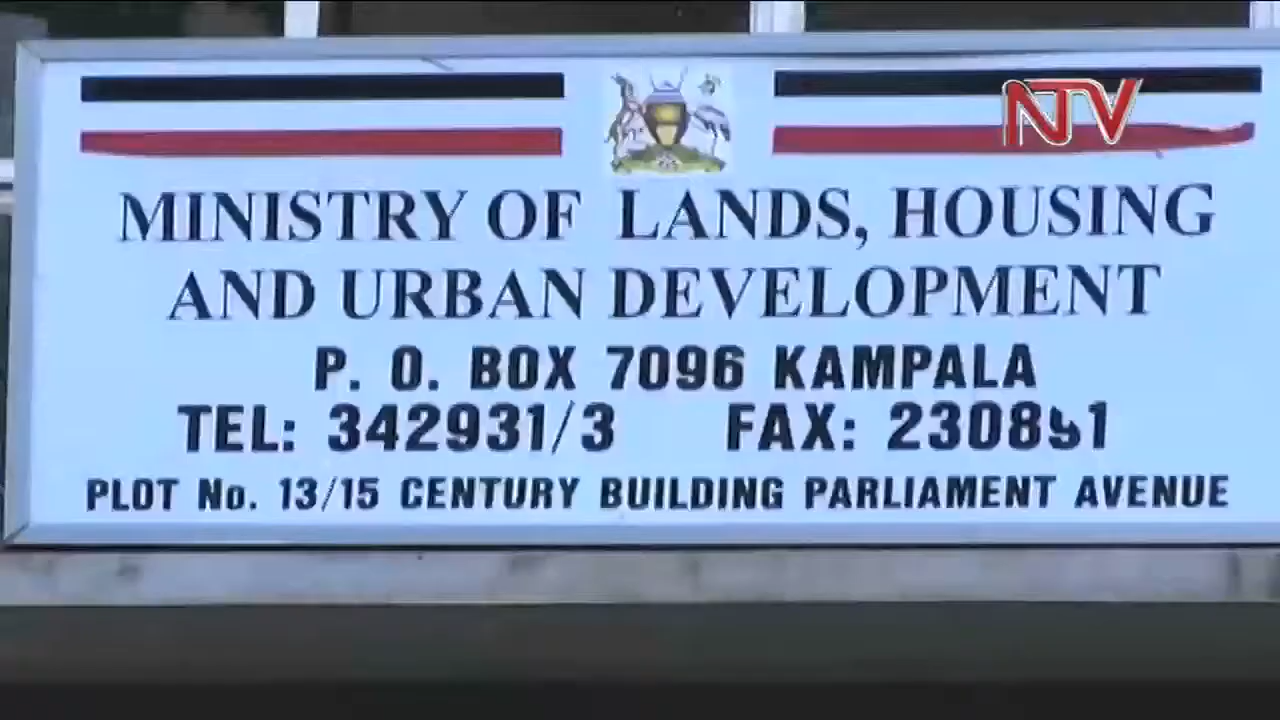 NTV
MINISTRY OF LANDS, HOUSING
AND URBAN DEVELOPMENT
P. O. BOX 7096 KAMPALA
TEL: 342931/3 FAX:
PLOT No. 13/15 CENTURY BUILDING PARLIAMENT AVENUE